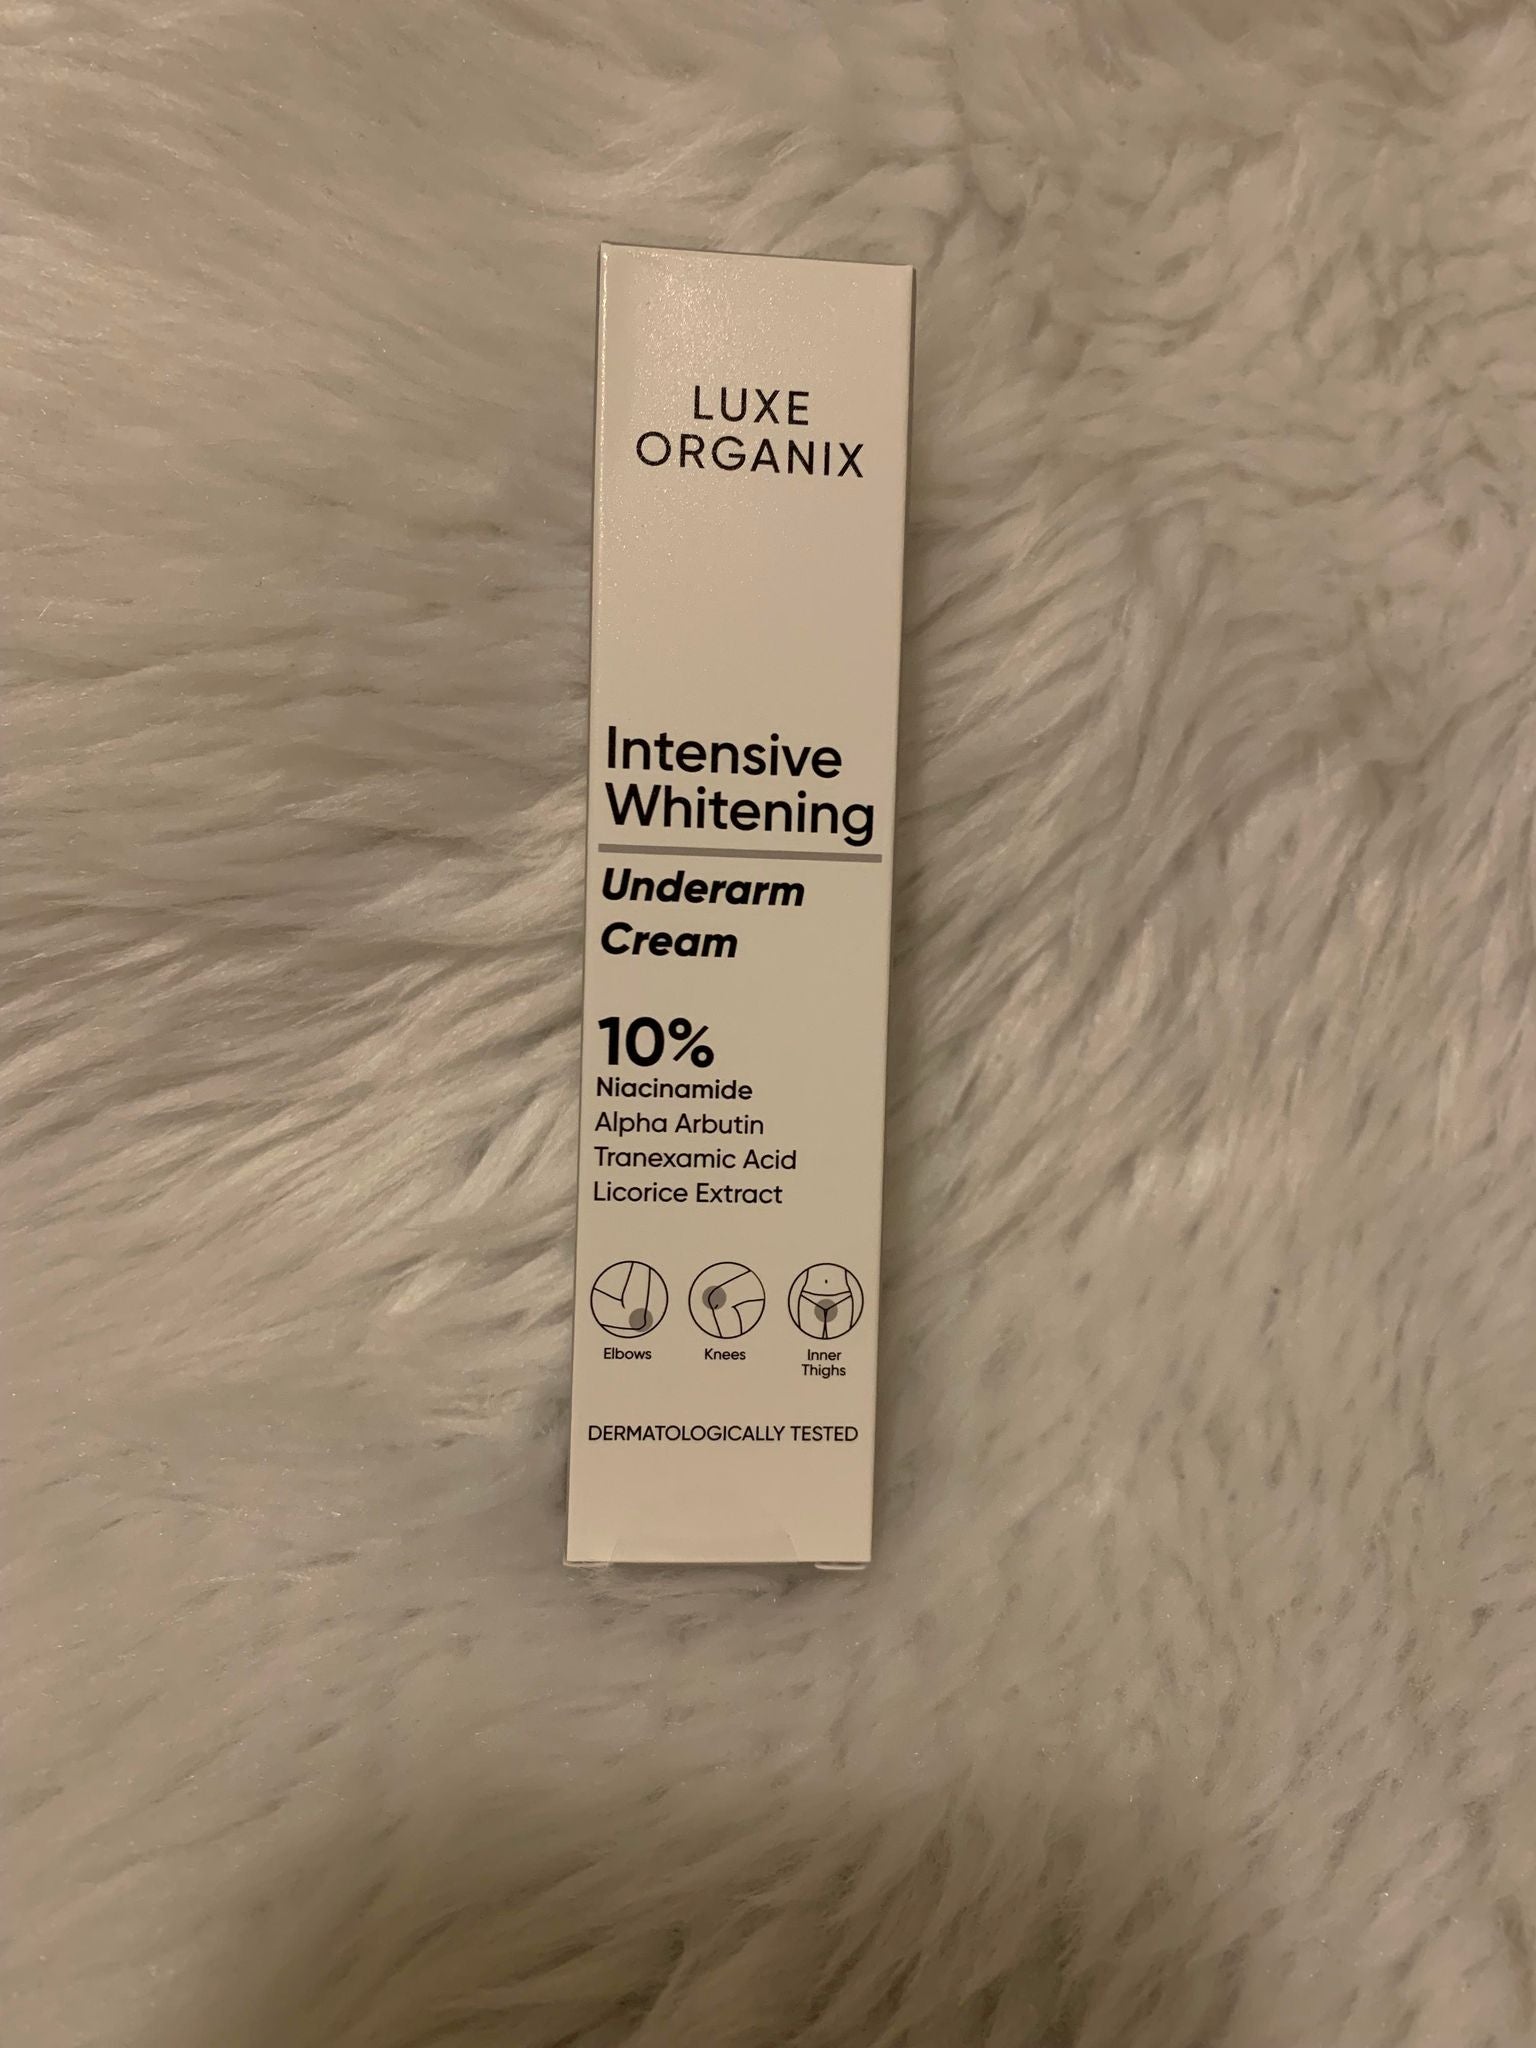 LUXE
ORGANIX
Intensive
Whitening
Underarm
Cream
10%
Niacinamide
Alpha Arbutin
Tranexamic Acid
Licorice Extract
Elbows
Knees
Inner
Thighs
DERMATOLOGICALLY TESTED